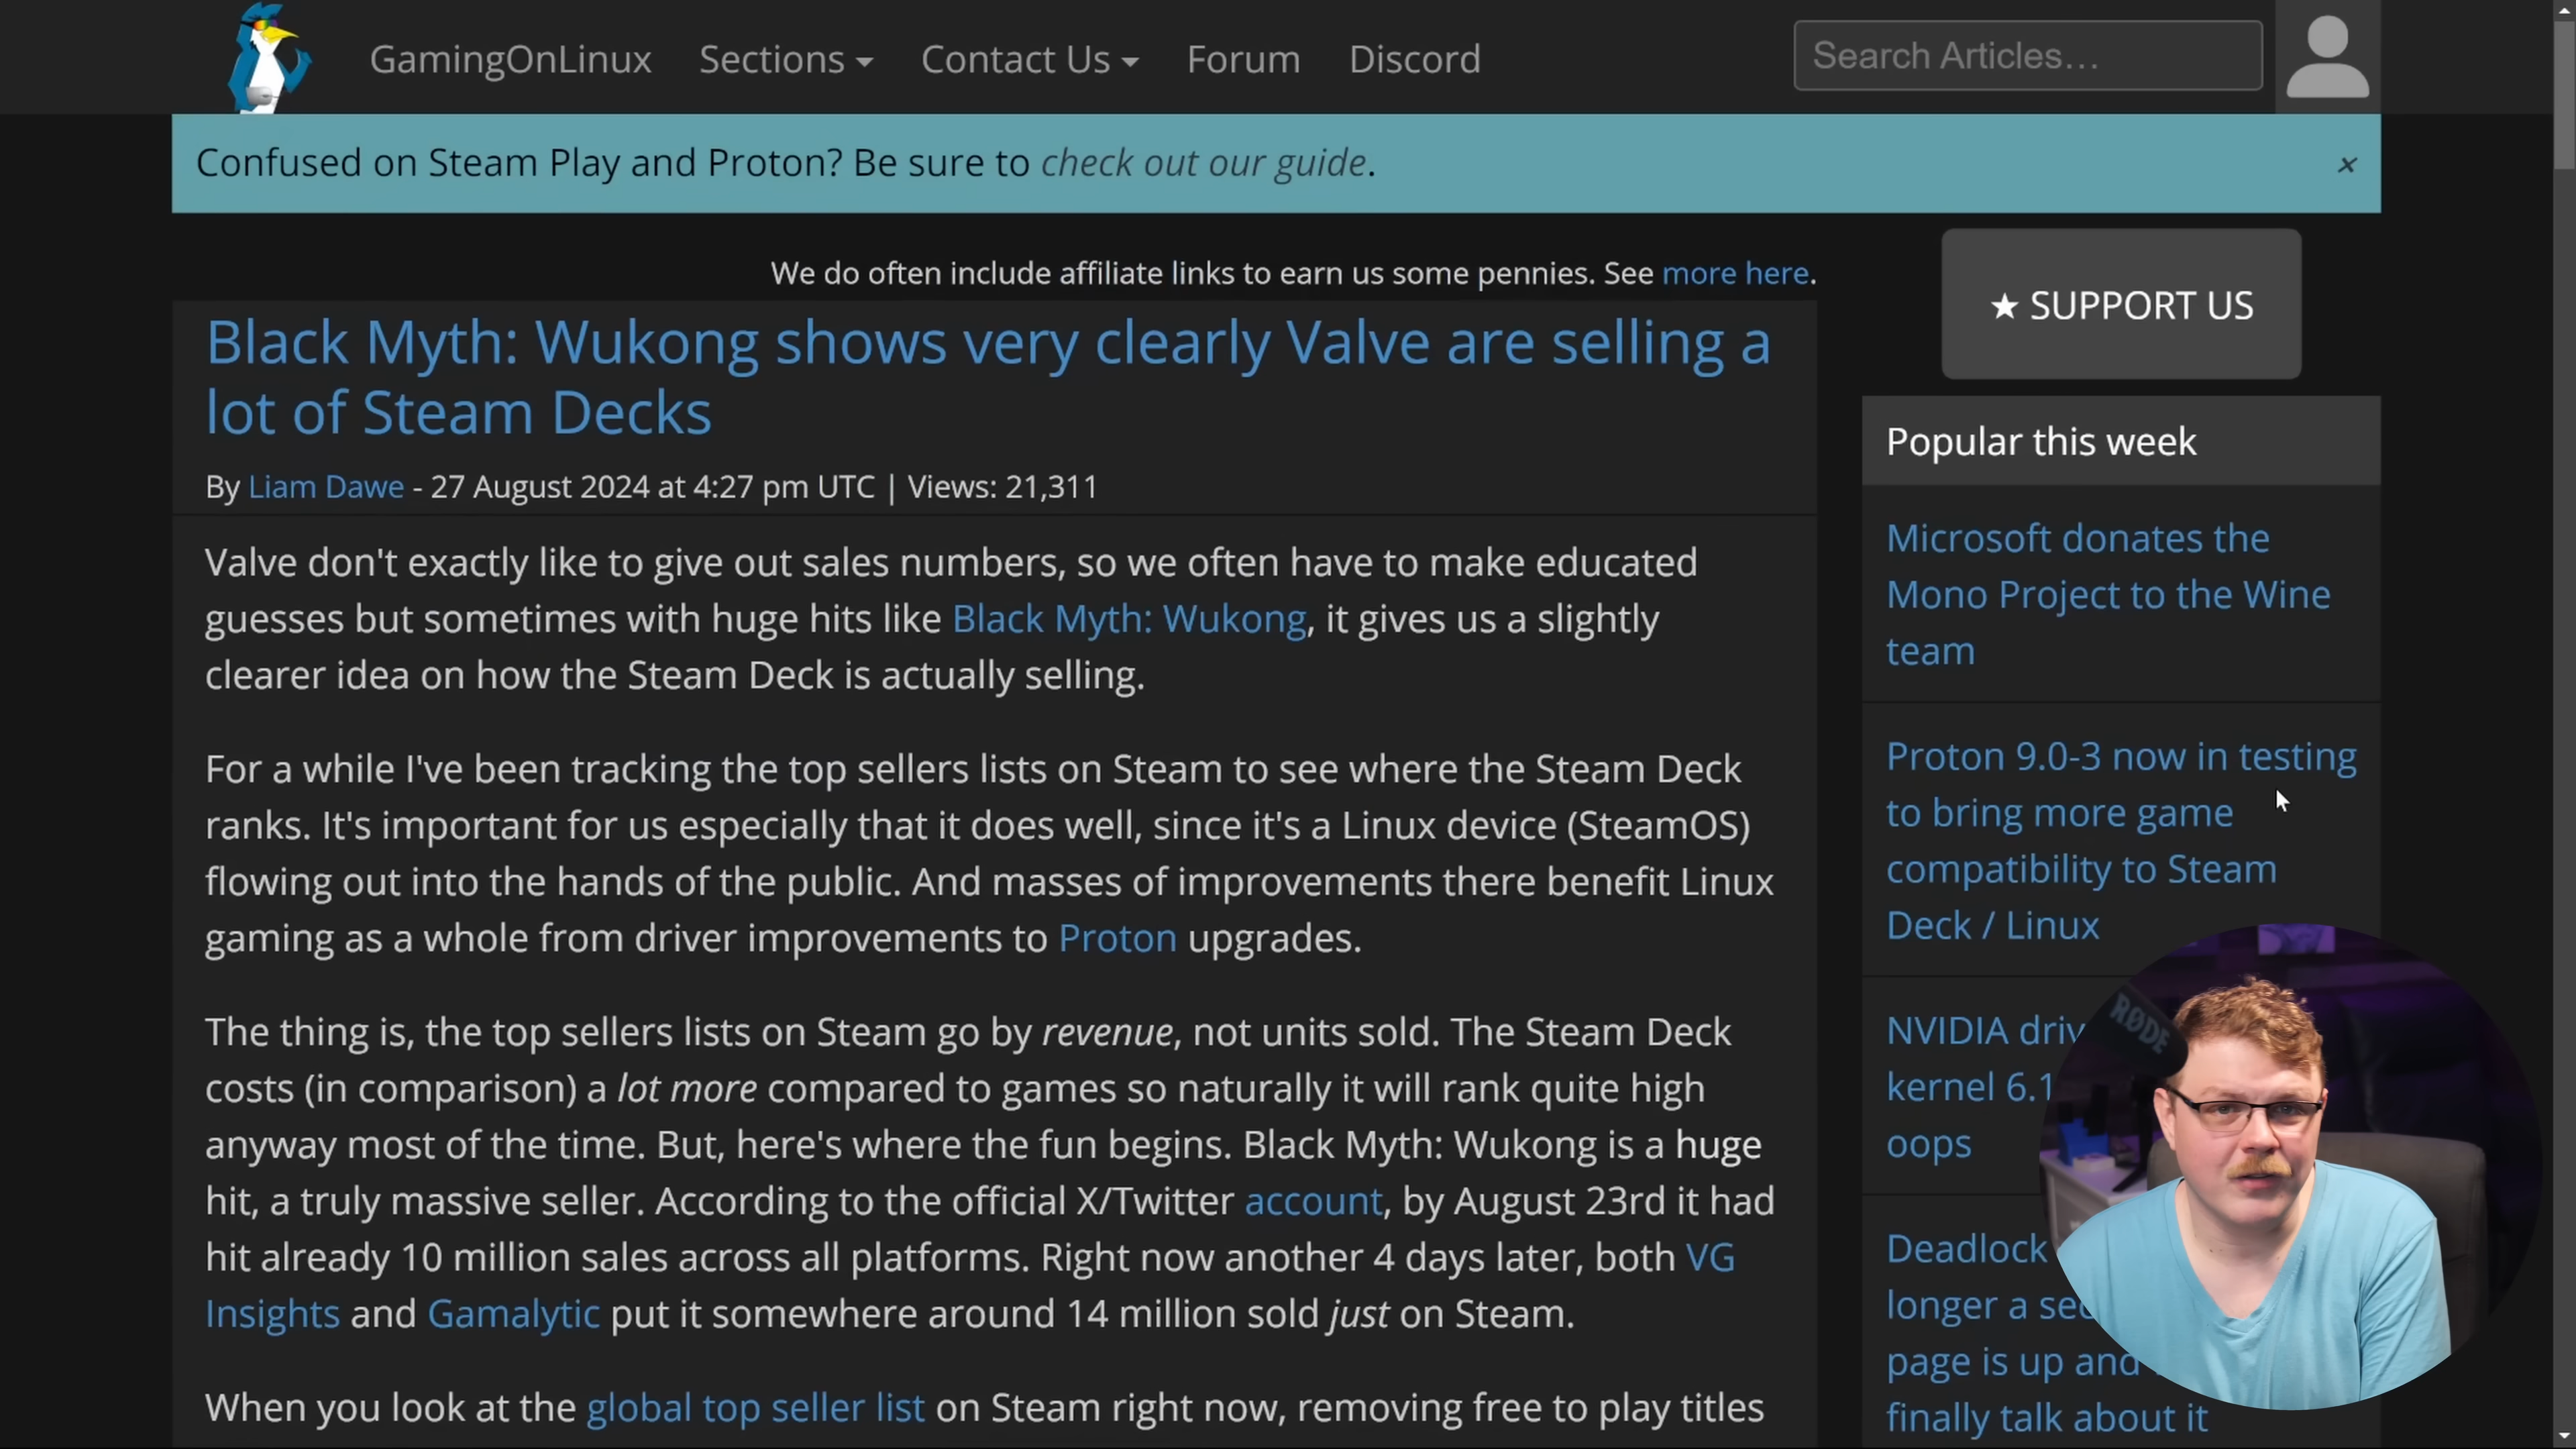 GamingOnLinux Sections Contact Us Forum Discord Search Articles...
Confused on Steam Play and Proton? Be sure to check out our guide. ×
We do often include affiliate links to earn us some pennies. See more here.
Black Myth: Wukong shows very clearly Valve are selling a
lot of Steam Decks
By Liam Dawe - 27 August 2024 at 4:27 pm UTC | Views: 21,311
Valve don't exactly like to give out sales numbers, so we often have to make educated
guesses but sometimes with huge hits like Black Myth: Wukong, it gives us a slightly
clearer idea on how the Steam Deck is actually selling.
For a while I've been tracking the top sellers lists on Steam to see where the Steam Deck
ranks. It's important for us especially that it does well, since it's a Linux device (SteamOS)
flowing out into the hands of the public. And masses of improvements there benefit Linux
gaming as a whole from driver improvements to Proton upgrades.
The thing is, the top sellers lists on Steam go by revenue, not units sold. The Steam Deck
costs (in comparison) a lot more compared to games so naturally it will rank quite high
anyway most of the time. But, here's where the fun begins. Black Myth: Wukong is a huge
hit, a truly massive seller. According to the official X/Twitter account, by August 23rd it had
hit already 10 million sales across all platforms. Right now another 4 days later, both VG
Insights and Gamalytic put it somewhere around 14 million sold just on Steam.
When you look at the global top seller list on Steam right now, removing free to play titles
★ SUPPORT US
Popular this week
Microsoft donates the
Mono Project to the Wine
team
Proton 9.0-3 now in testing
to bring more game
compatibility to Steam
Deck / Linux
NVIDIA driv
kernel 6.1
oops
Deadlock
longer a se
page is up and
finally talk about it
RØDE